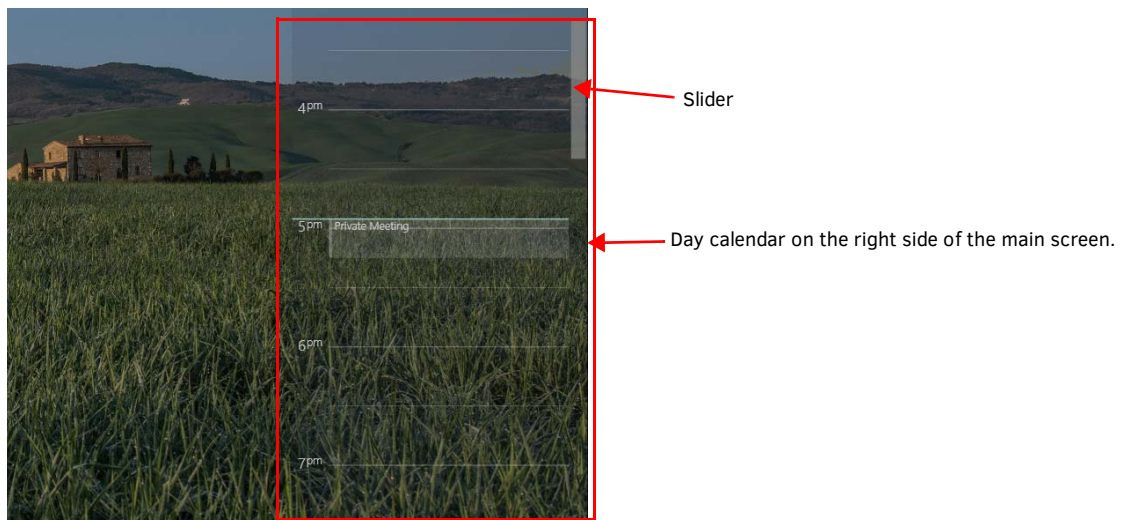 4pm
Slider
5pm Private Meeting
Day calendar on the right side of the main screen.
6pm
7pm